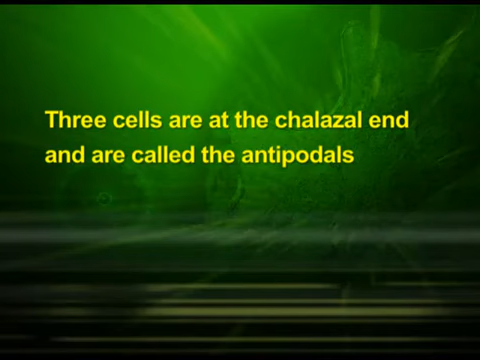 Three cells are at the chalazal end
and are called the antipodals